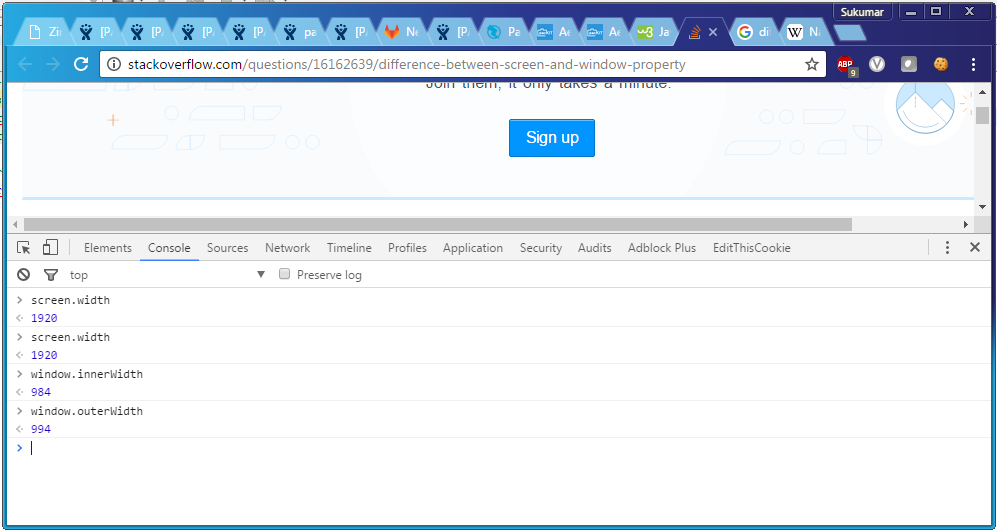 Sukumar
Zi [P [P [P [P pa [P Ne [P Pa Ac Ac Ja di N
stackoverflow.com/questions/16162639/difference-between-screen-and-window-property
ABP 9
Join them; it only takes a minute:
Sign up
Elements Console Sources Network Timeline Profiles Application Security Audits Adblock Plus EditThisCookie
top Preserve log
screen.width
1920
screen.width
1920
window.innerWidth
984
window.outerWidth
994